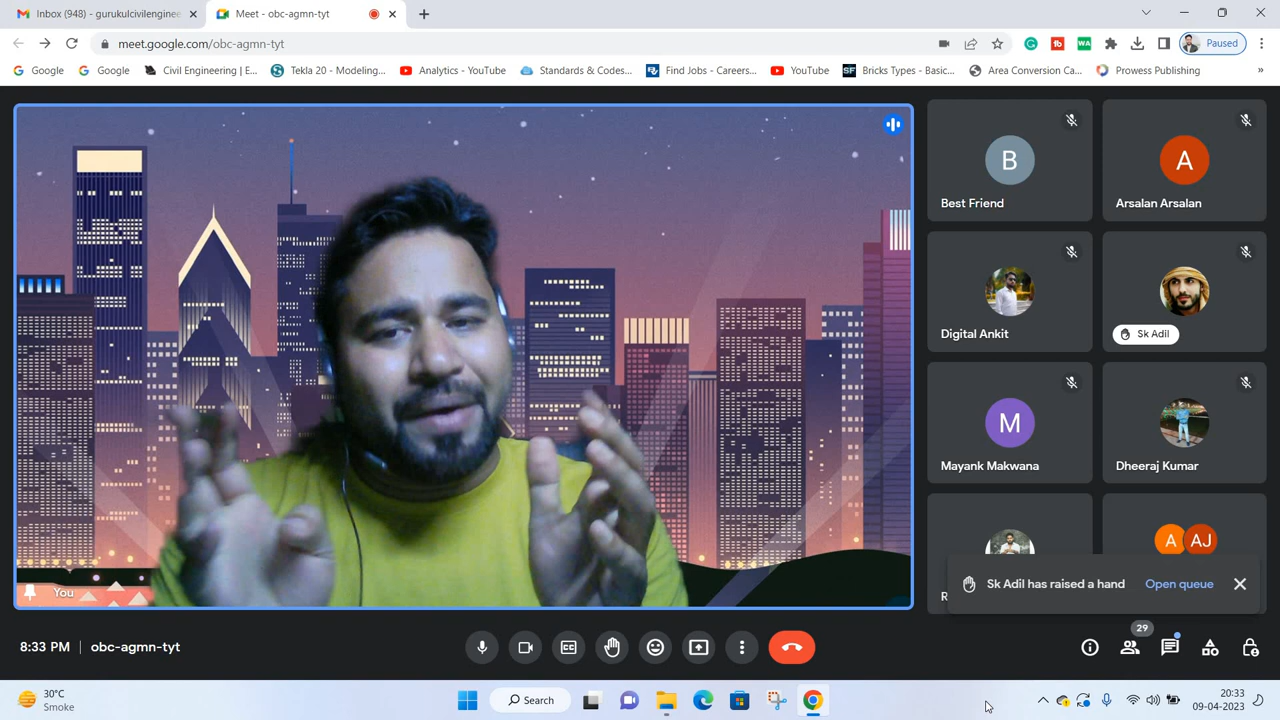 Inbox (948) - gurukulcivilenginee
Meet - obc-agmn-tyt
meet.google.com/obc-agmn-tyt
Paused
Google
Google
Civil Engineering | E...
Tekla 20 - Modeling...
Analytics - YouTube
Standards & Codes...
Find Jobs - Careers...
YouTube
Bricks Types - Basic...
Area Conversion Ca...
Prowess Publishing
B
Best Friend
A
Arsalan Arsalan
Digital Ankit
Sk Adil
M
Mayank Makwana
Dheeraj Kumar
A AJ
R
Sk Adil has raised a hand
Open queue
You
8:33 PM | obc-agmn-tyt
29
30°C
Smoke
Search
20:33
09-04-2023